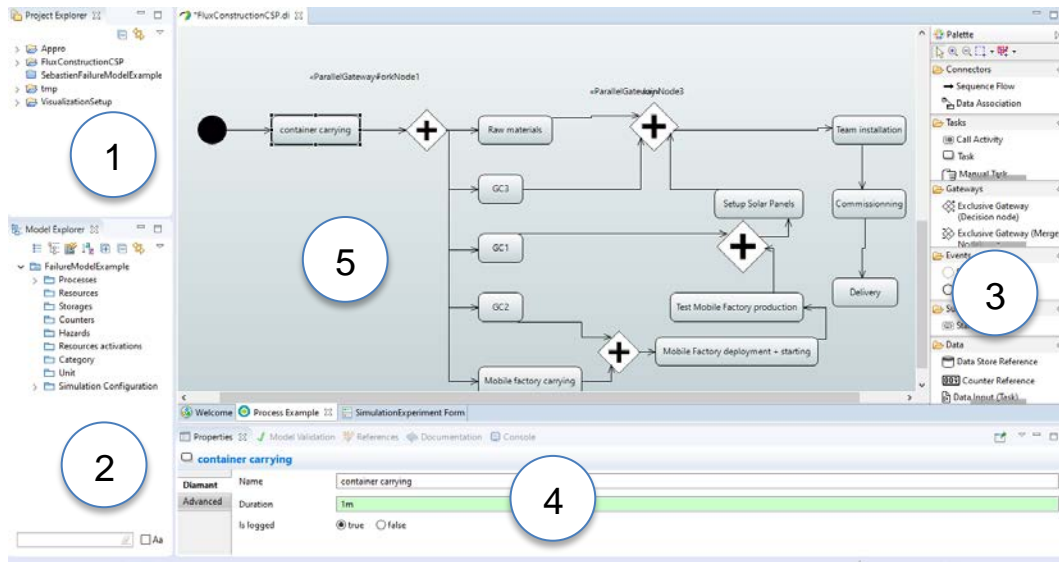 Project Explorer
Appro
FluxConstructionCSP
SebastienFailureModelExample
tmp
VisualizationSetup
1
Model Explorer
FailureModelExample
Processes
Resources
Storages
Counters
Hazards
Resources activations
Category
Unit
Simulation Configuration
2
Aa
*FluxConstructionCSP.di
«ParallelGateway»
ForkNode1
«ParallelGateway»
JoinNode3
container carrying
Raw materials
Team installation
GC3
Setup Solar Panels
Commissionning
GC1
5
GC2
Test Mobile Factory production
Delivery
Mobile Factory deployment + starting
Mobile factory carrying
Welcome
Process Example
SimulationExperiment Form
Palette
Connectors
Sequence Flow
Data Association
Tasks
Call Activity
Task
Manual Task
Gateways
Exclusive Gateway
(Decision node)
Exclusive Gateway (Merge
Events
3
Data
Data Store Reference
Counter Reference
Data Input (Task)
Properties
Model Validation
References
Documentation
Console
container carrying
Diamant
Advanced
Name
container carrying
Duration
1m
Is logged
true
false
4